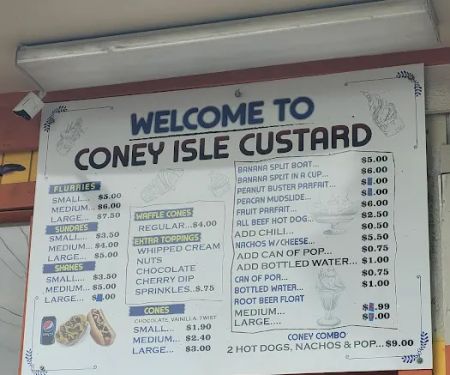 WELCOME TO
CONEY ISLE CUSTARD
FLURRIES
SMALL... $5.00
MEDIUM... $6.00
LARGE... $7.50
SUNDAES
SMALL... $3.50
MEDIUM... $4.00
LARGE... $5.00
SHAKES
SMALL... $3.50
MEDIUM... $5.00
LARGE...
WAFFLE CONES
REGULAR...$4.00
EXTRA TOPPINGS
WHIPPED CREAM
NUTS
CHOCOLATE
CHERRY DIP
SPRINKLES..$.75
CONES
CHOCOLATE, VANILLA, TWIST
SMALL... $1.90
MEDIUM... $2.40
LARGE... $3.00
BANANA SPLIT BOAT... $5.00
BANANA SPLIT IN A CUP... $6.00
PEANUT BUSTER PARFAIT...
PEACAN MUDSLIDE...
FRUIT PARFAIT... $6.00
ALL BEEF HOT DOG... $2.50
ADD CHILI... $0.50
NACHOS W/CHEESE... $5.50
ADD CAN OF POP... $0.75
ADD BOTTLED WATER... $1.00
CAN OF POP... $0.75
BOTTLED WATER... $1.00
ROOT BEER FLOAT
MEDIUM...
LARGE....
CONEY COMBO
2 HOT DOGS, NACHOS & POP...$9.00
pepsi